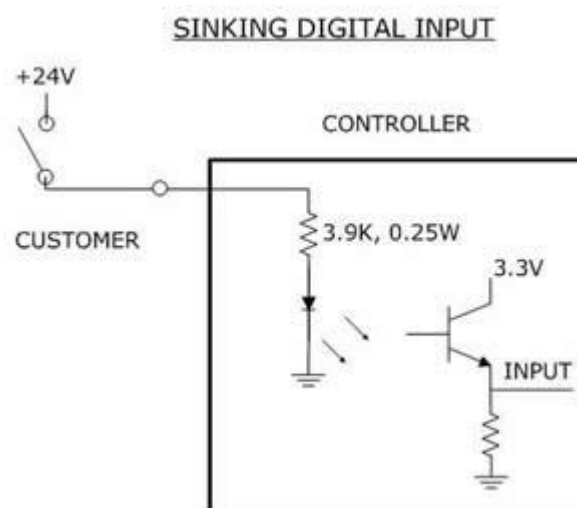 SINKING DIGITAL INPUT
+24V
CONTROLLER
3.9K, 0.25W
CUSTOMER
3.3V
INPUT